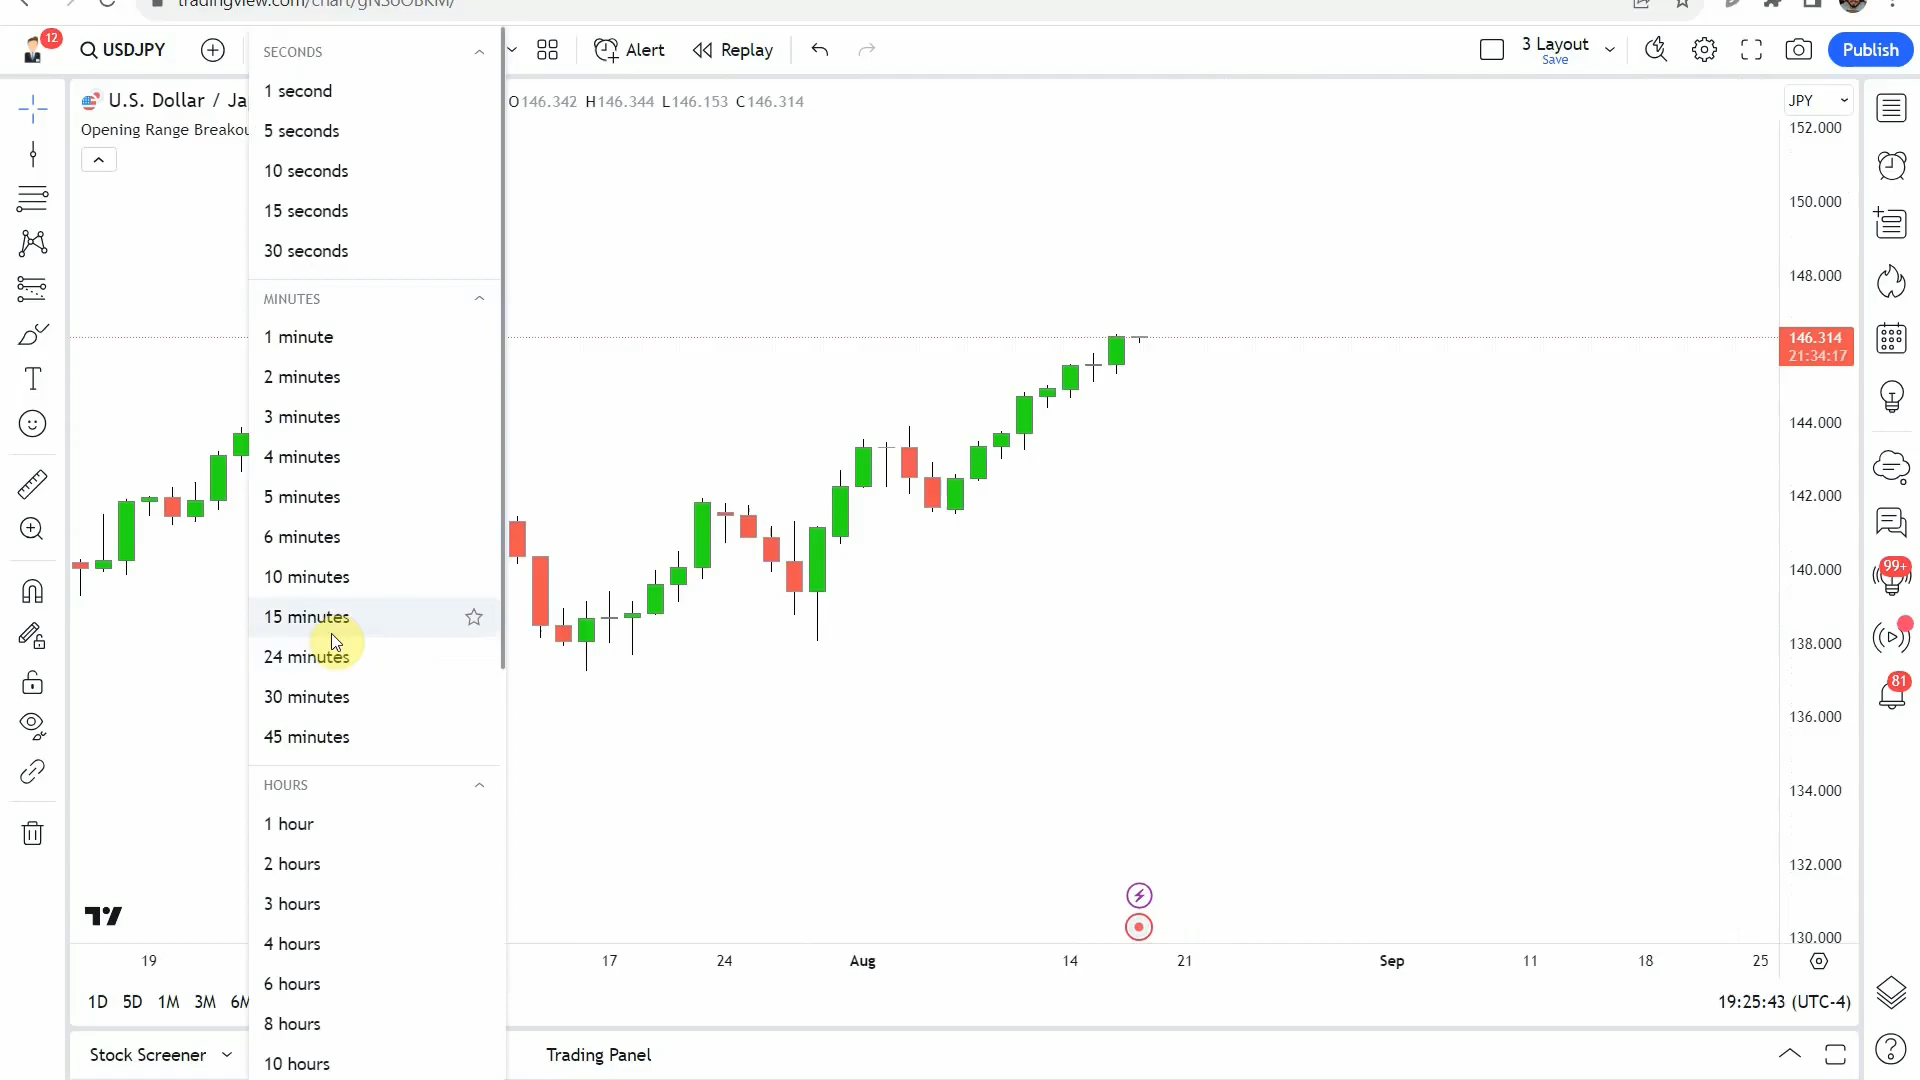 12
USDJPY
Alert
Replay
3 Layout
Save
Publish
U.S. Dollar / Ja
O146.342 H146.344 L146.153 C146.314
Opening Range Breakou
SECONDS
1 second
5 seconds
10 seconds
15 seconds
30 seconds
MINUTES
1 minute
2 minutes
3 minutes
4 minutes
5 minutes
6 minutes
10 minutes
15 minutes
24 minutes
30 minutes
45 minutes
HOURS
1 hour
2 hours
3 hours
4 hours
6 hours
8 hours
10 hours
JPY
152.000
150.000
148.000
146.314
21:34:17
144.000
142.000
140.000
138.000
136.000
134.000
132.000
130.000
99+
81
19
17
24
Aug
14
21
Sep
11
18
25
1D 5D 1M 3M 6M
19:25:43 (UTC-4)
Stock Screener
Trading Panel